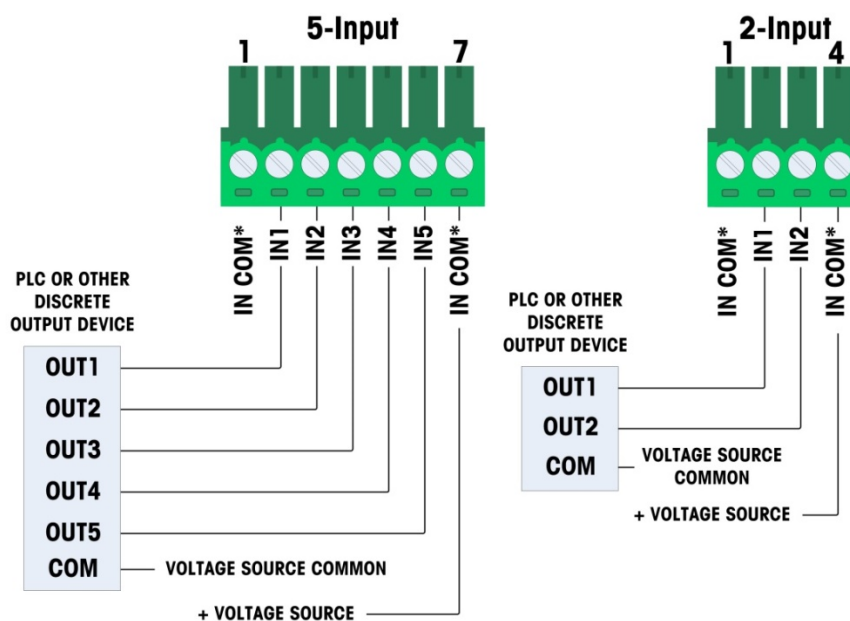 5-Input
1
7
IN COM*
IN1
IN2
IN3
IN4
IN5
IN COM*
PLC OR OTHER
DISCRETE
OUTPUT DEVICE
OUT1
OUT2
OUT3
OUT4
OUT5
COM
VOLTAGE SOURCE COMMON
+ VOLTAGE SOURCE
2-Input
1
4
IN COM*
IN1
IN2
IN COM*
PLC OR OTHER
DISCRETE
OUTPUT DEVICE
OUT1
OUT2
COM
VOLTAGE SOURCE
COMMON
+ VOLTAGE SOURCE